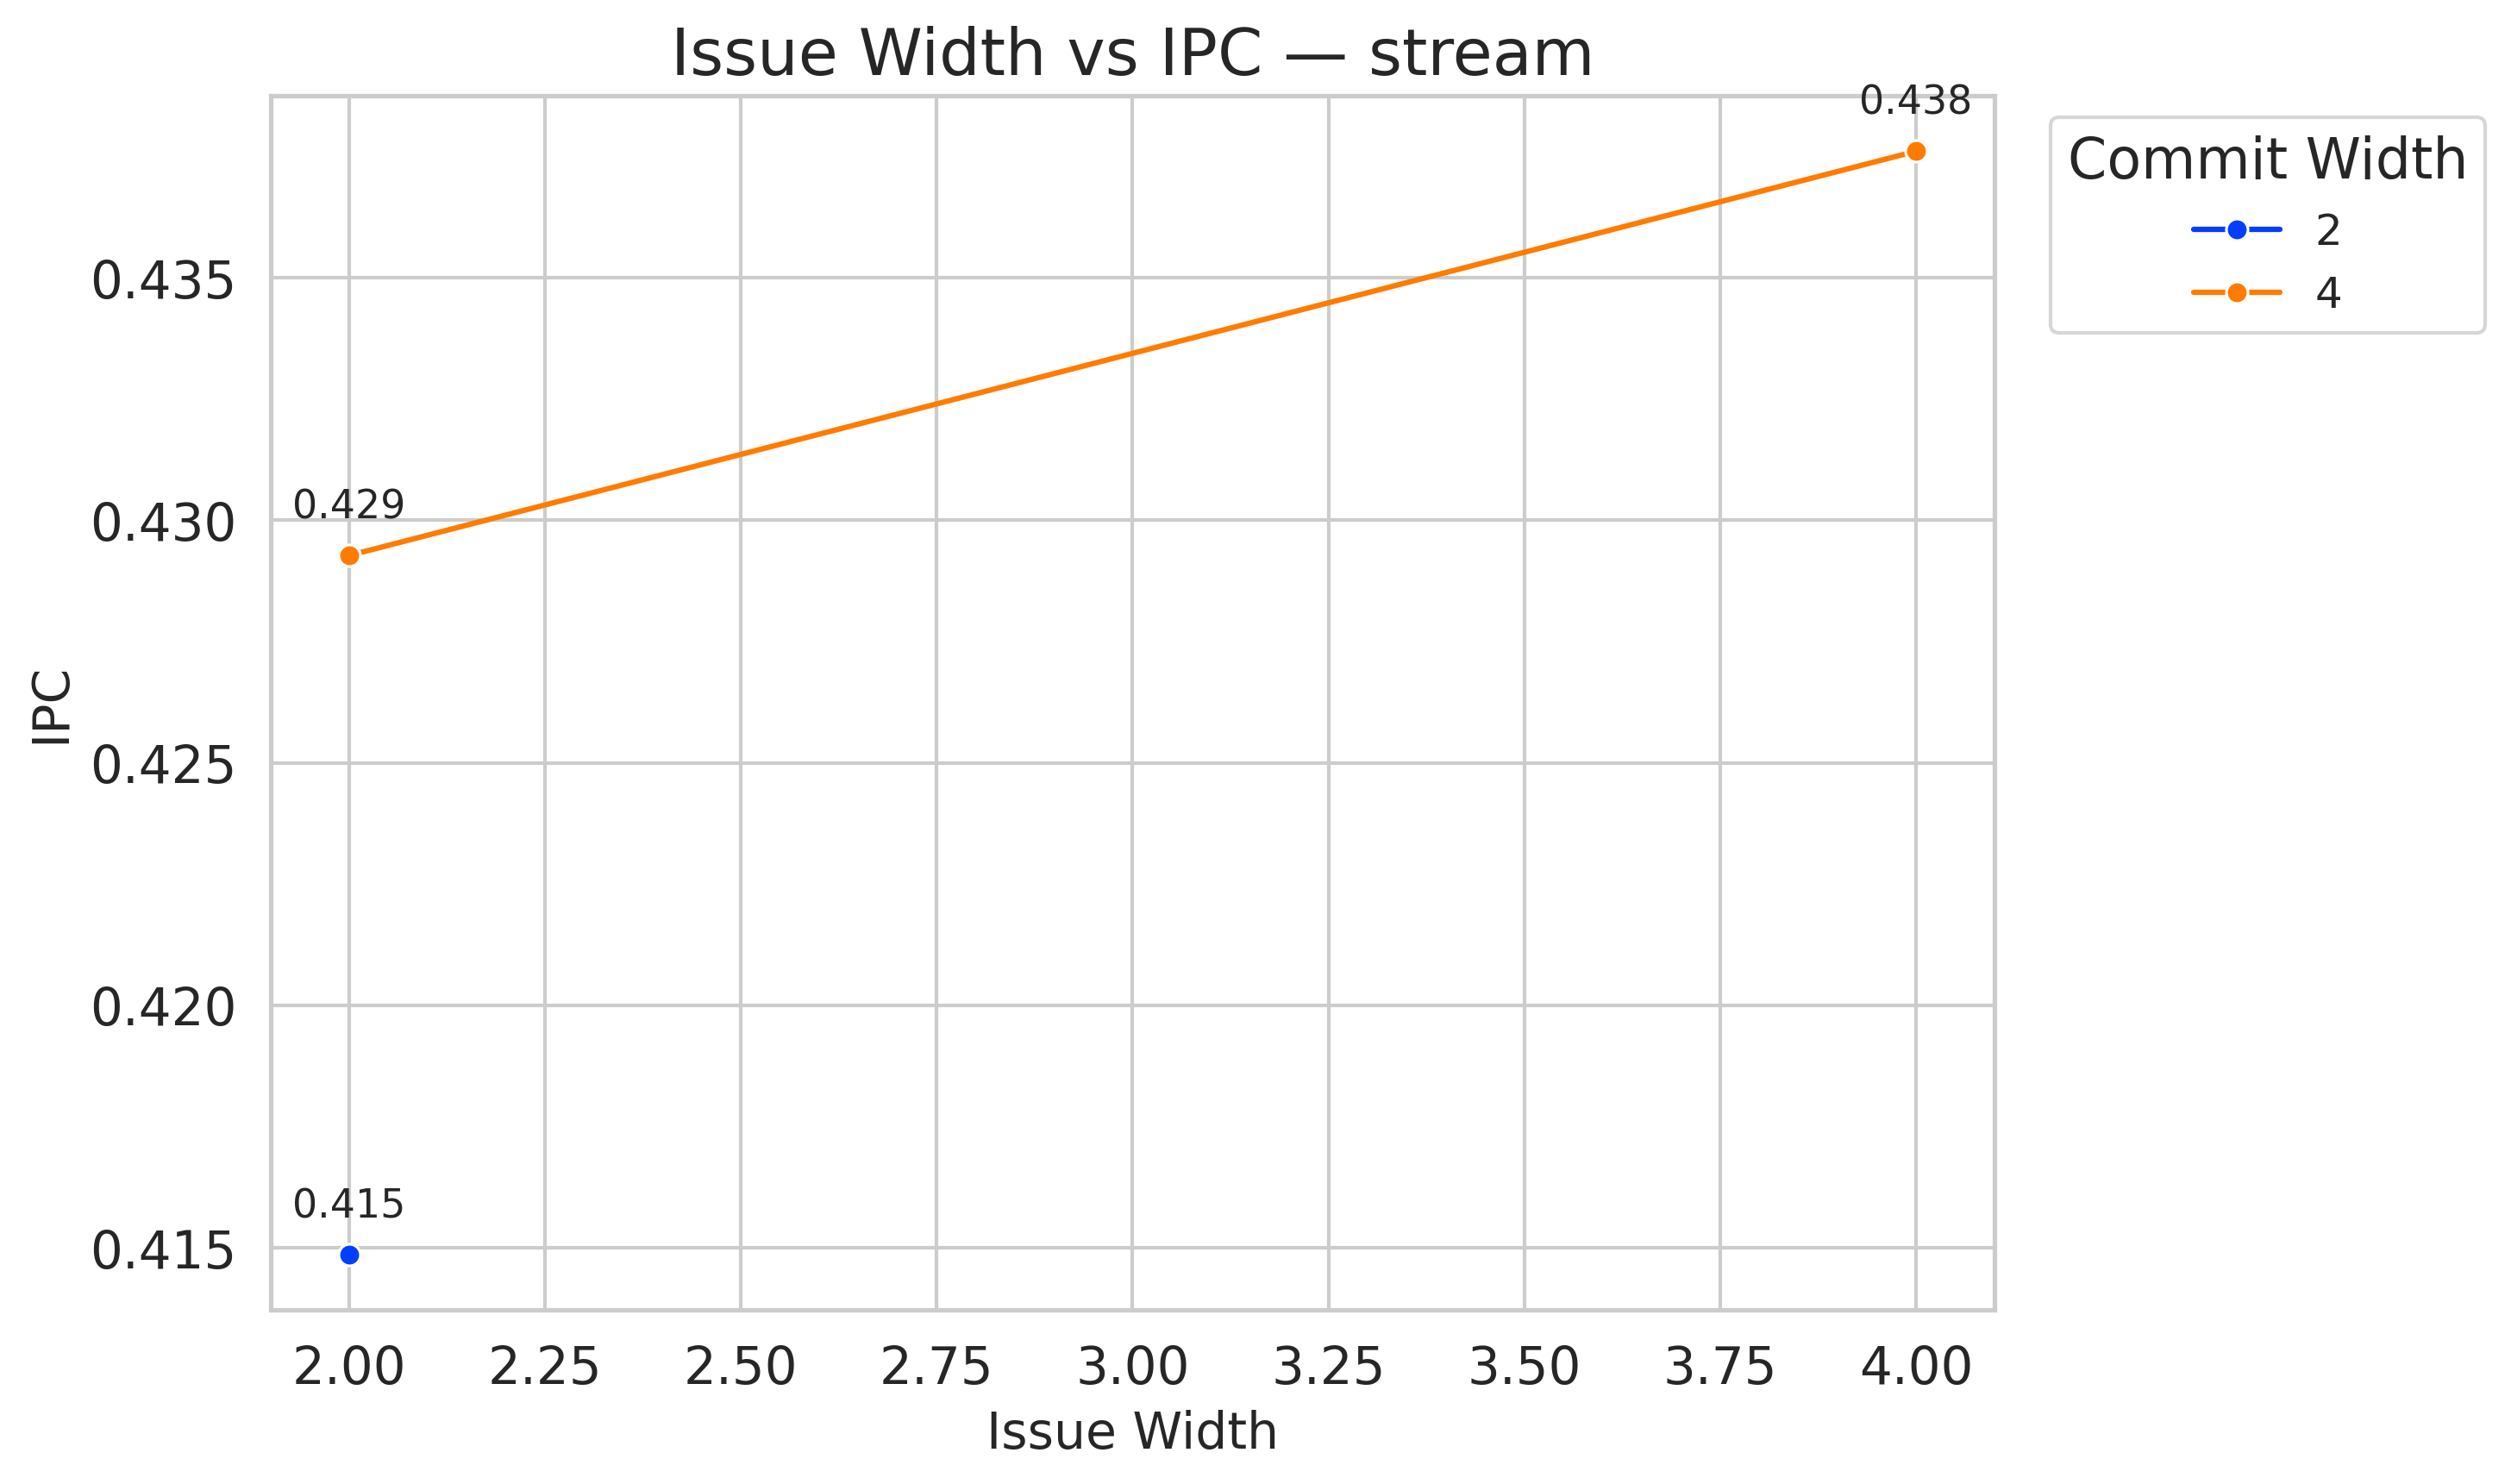 Issue Width vs IPC — stream
0.438
Commit Width
2
4
0.435
0.429
0.430
IPC
0.425
0.420
0.415
0.415
2.00 2.25 2.50 2.75 3.00 3.25 3.50 3.75 4.00
Issue Width